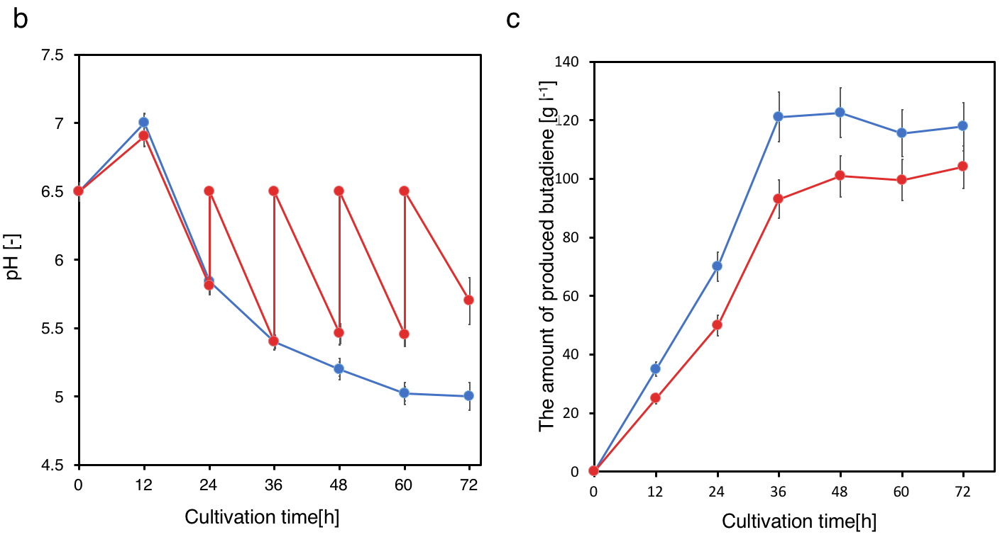 b
7.5
7
6.5
6
5.5
5
4.5
pH [-]
0 12 24 36 48 60 72
Cultivation time[h]
c
140
120
100
80
60
40
20
0
The amount of produced butadiene [g l⁻¹]
0 12 24 36 48 60 72
Cultivation time[h]